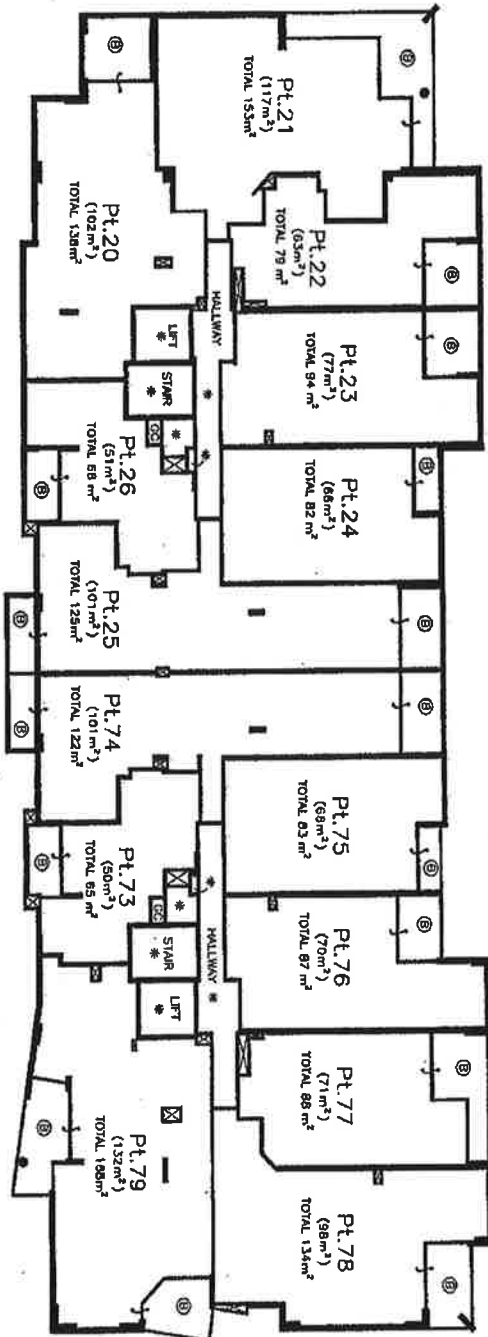 Ⓑ
Ⓑ
Ⓑ
Ⓑ
Ⓑ
Ⓑ
Ⓑ
Ⓑ
Ⓑ
Ⓑ
Pt.21
(117m²)
TOTAL 153m²
Pt.22
(63m²)
TOTAL 79 m²
Pt.23
(77m²)
TOTAL 94 m²
Pt.24
(68m²)
TOTAL 82 m²
Pt.75
(68m²)
TOTAL 83 m²
Pt.76
(70m²)
TOTAL 87 m²
Pt.77
(71m²)
TOTAL 88 m²
Pt.78
(98m²)
TOTAL 134m²
HALLWAY
HALLWAY
LIFT
STAIR
GC
STAIR
GC
LIFT
Pt.20
(102m²)
TOTAL 138m²
Pt.26
(51m²)
TOTAL
Pt.25
(101m²)
TOTAL 125m²
Pt.74
(101m²)
TOTAL 122m²
Pt.73
(50m²)
TOTAL 65 m²
Pt.79
(132m²)
TOTAL
Ⓑ
Ⓑ
Ⓑ
Ⓑ
Ⓑ
Ⓑ
Ⓑ